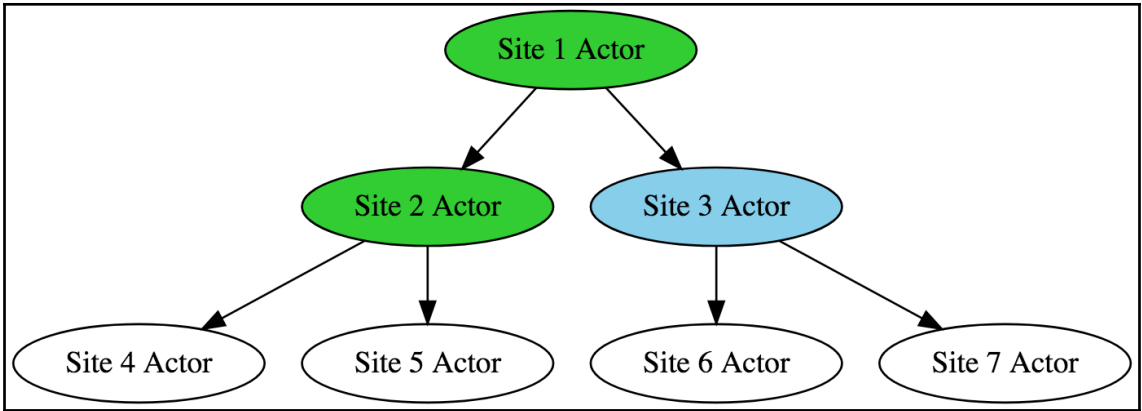 Site 1 Actor
Site 2 Actor
Site 3 Actor
Site 4 Actor
Site 5 Actor
Site 6 Actor
Site 7 Actor